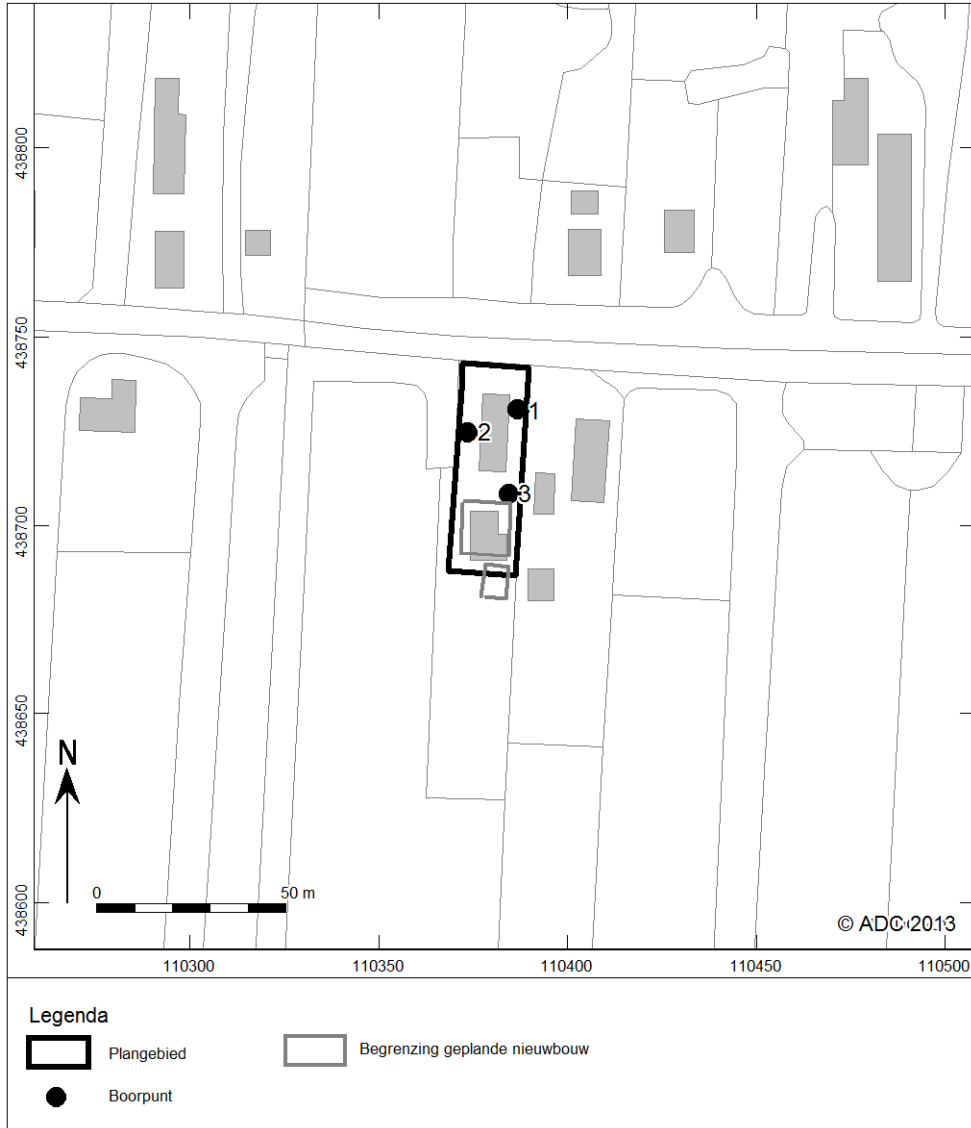 438800
438750
438700
438650
438600
1
2
3
N
0 50 m
© ADC 2013
110300 110350 110400 110450 110500
Legenda
Plangebied
Begrenzing geplande nieuwbouw
Boorpunt